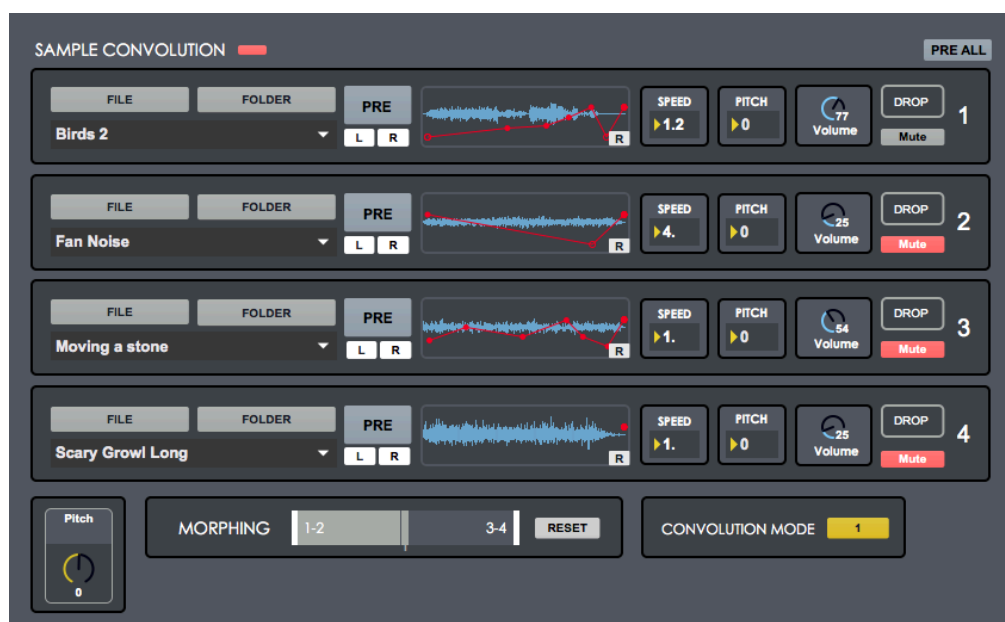 SAMPLE CONVOLUTION
PRE ALL
FILE FOLDER PRE SPEED PITCH 77 DROP 1
Birds 2 L R R 1.2 0 Volume Mute
FILE FOLDER PRE SPEED PITCH 25 DROP 2
Fan Noise L R R 4. 0 Volume Mute
FILE FOLDER PRE SPEED PITCH 54 DROP 3
Moving a stone L R R 1. 0 Volume Mute
FILE FOLDER PRE SPEED PITCH 25 DROP 4
Scary Growl Long L R R 1. 0 Volume Mute
Pitch
0
MORPHING 1-2 3-4 RESET
CONVOLUTION MODE 1